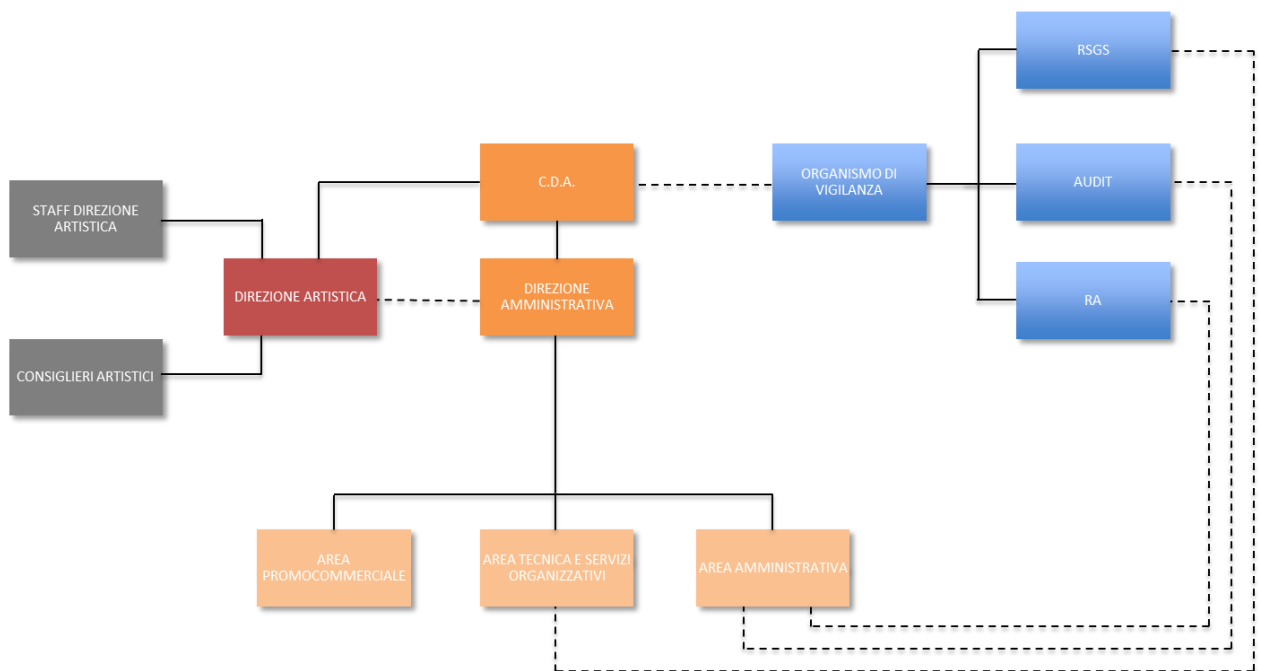 RSGS
C.D.A.
ORGANISMO DI
VIGILANZA
AUDIT
STAFF DIREZIONE
ARTISTICA
DIREZIONE ARTISTICA
DIREZIONE
AMMINISTRATIVA
RA
CONSIGLIERI ARTISTICI
AREA
PROMOCOMMERCIALE
AREA TECNICA E SERVIZI
ORGANIZZATIVI
AREA AMMINISTRATIVA